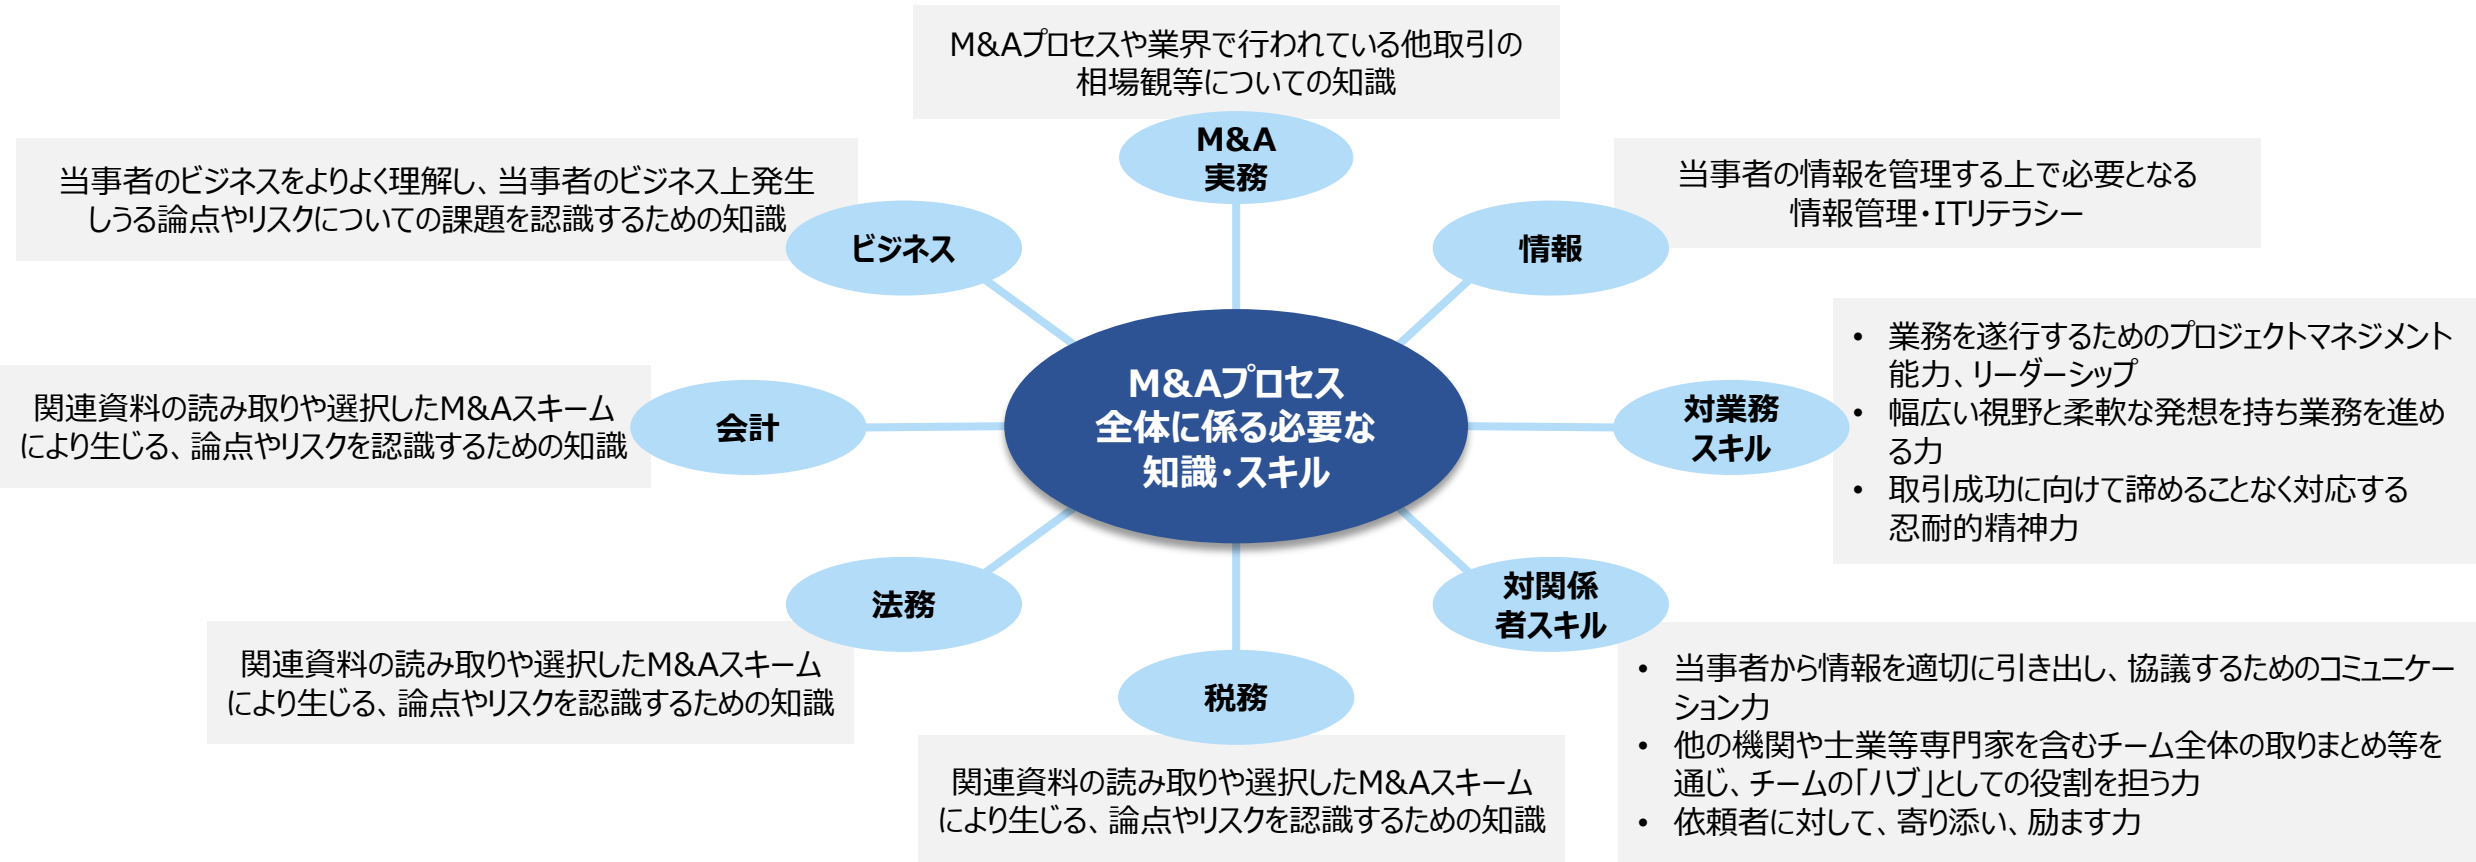 M&Aプロセスや業界で行われている他取引の
相場観等についての知識
M&A
実務
当事者のビジネスをよりよく理解し、当事者のビジネス上発生
しうる論点やリスクについての課題を認識するための知識
ビジネス
当事者の情報を管理する上で必要となる
情報管理・ITリテラシー
情報
関連資料の読み取りや選択したM&Aスキーム
により生じる、論点やリスクを認識するための知識
会計
M&Aプロセス
全体に係る必要な
知識・スキル
対業務
スキル
• 業務を遂行するためのプロジェクトマネジメント
能力、リーダーシップ
• 幅広い視野と柔軟な発想を持ち業務を進め
る力
• 取引成功に向けて諦めることなく対応する
忍耐的精神力
法務
関連資料の読み取りや選択したM&Aスキーム
により生じる、論点やリスクを認識するための知識
税務
関連資料の読み取りや選択したM&Aスキーム
により生じる、論点やリスクを認識するための知識
対関係
者スキル
• 当事者から情報を適切に引き出し、協議するためのコミュニケー
ション力
• 他の機関や士業等専門家を含むチーム全体の取りまとめ等を
通じ、チームの「ハブ」としての役割を担う力
• 依頼者に対して、寄り添い、励ます力